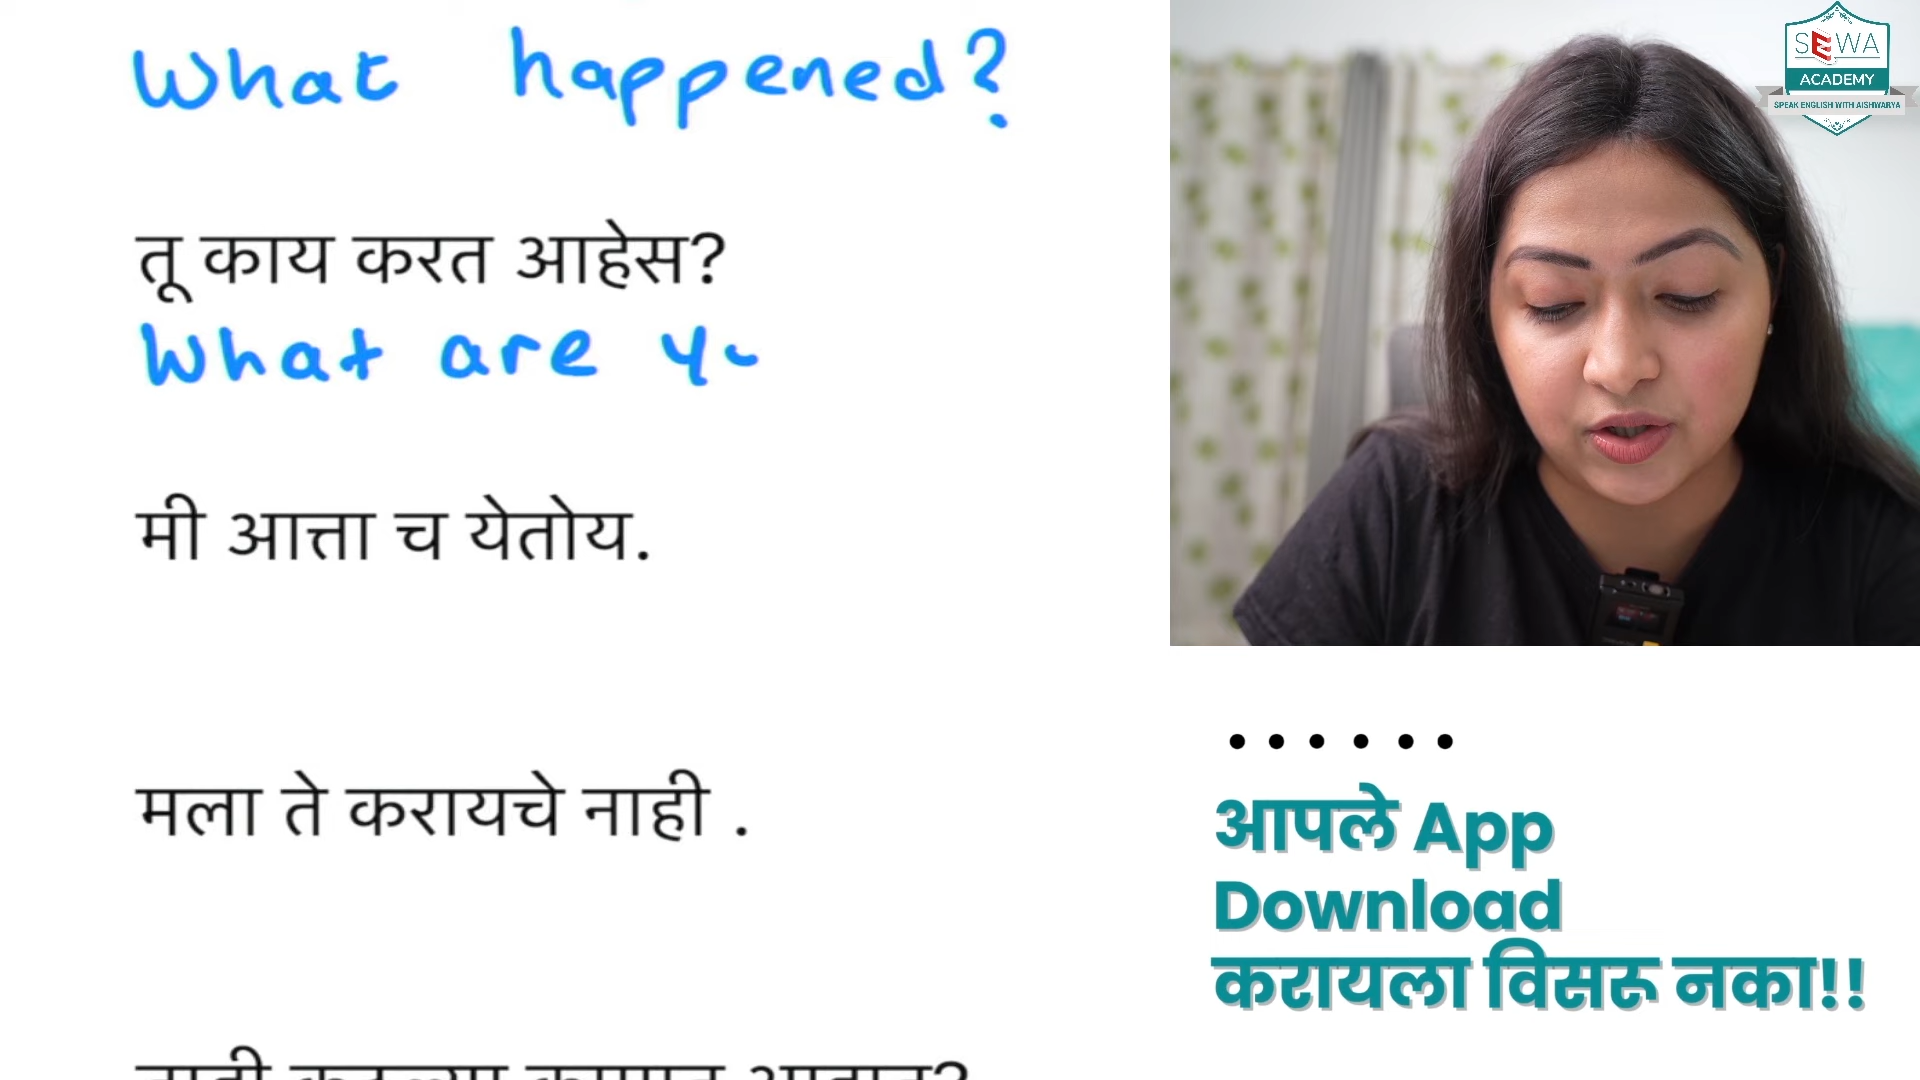 What happened?
तू काय करत आहेस?
What are yo
मी आत्ता च येतोय.
मला ते करायचे नाही .
SEWA
ACADEMY
SPEAK ENGLISH WITH AISHWARYA
आपले App
Download
करायला विसरू नका!!